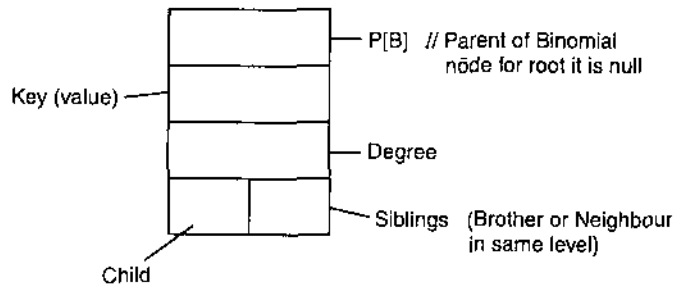 P[B] // Parent of Binomial
nōde for root it is null
Key (value)
Degree
Siblings (Brother or Neighbour
in same level)
Child